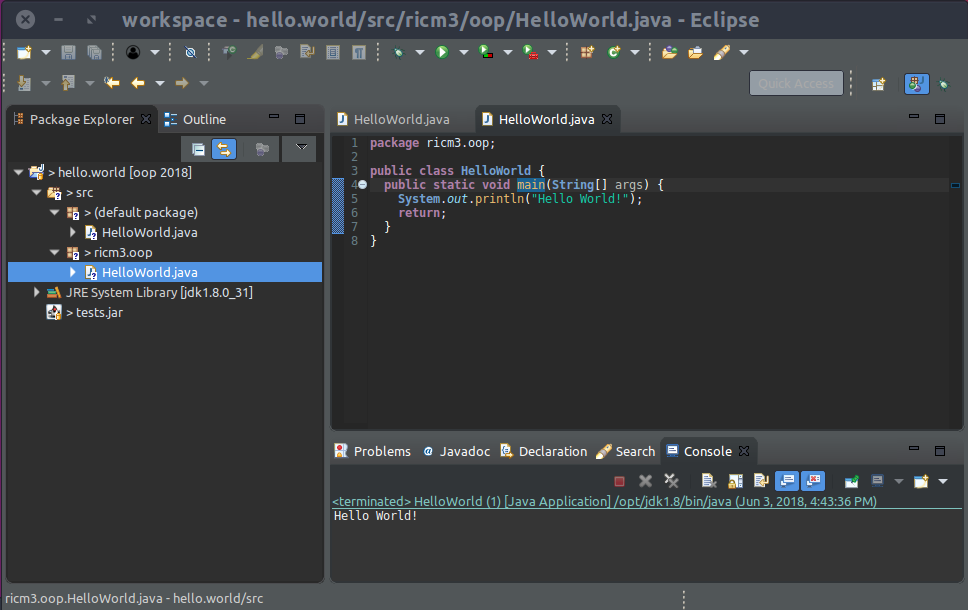 workspace - hello.world/src/ricm3/oop/HelloWorld.java - Eclipse
Quick Access
Package Explorer
Outline
> hello.world [oop 2018]
> src
> (default package)
HelloWorld.java
> ricm3.oop
HelloWorld.java
JRE System Library [jdk1.8.0_31]
> tests.jar
HelloWorld.java
HelloWorld.java
1 package ricm3.oop;
2
3 public class HelloWorld {
4 public static void main(String[] args) {
5 System.out.println("Hello World!");
6 return;
7 }
8 }
Problems
Javadoc
Declaration
Search
Console
<terminated> HelloWorld (1) [Java Application] /opt/jdk1.8/bin/java (Jun 3, 2018, 4:43:36 PM)
Hello World!
ricm3.oop.HelloWorld.java - hello.world/src